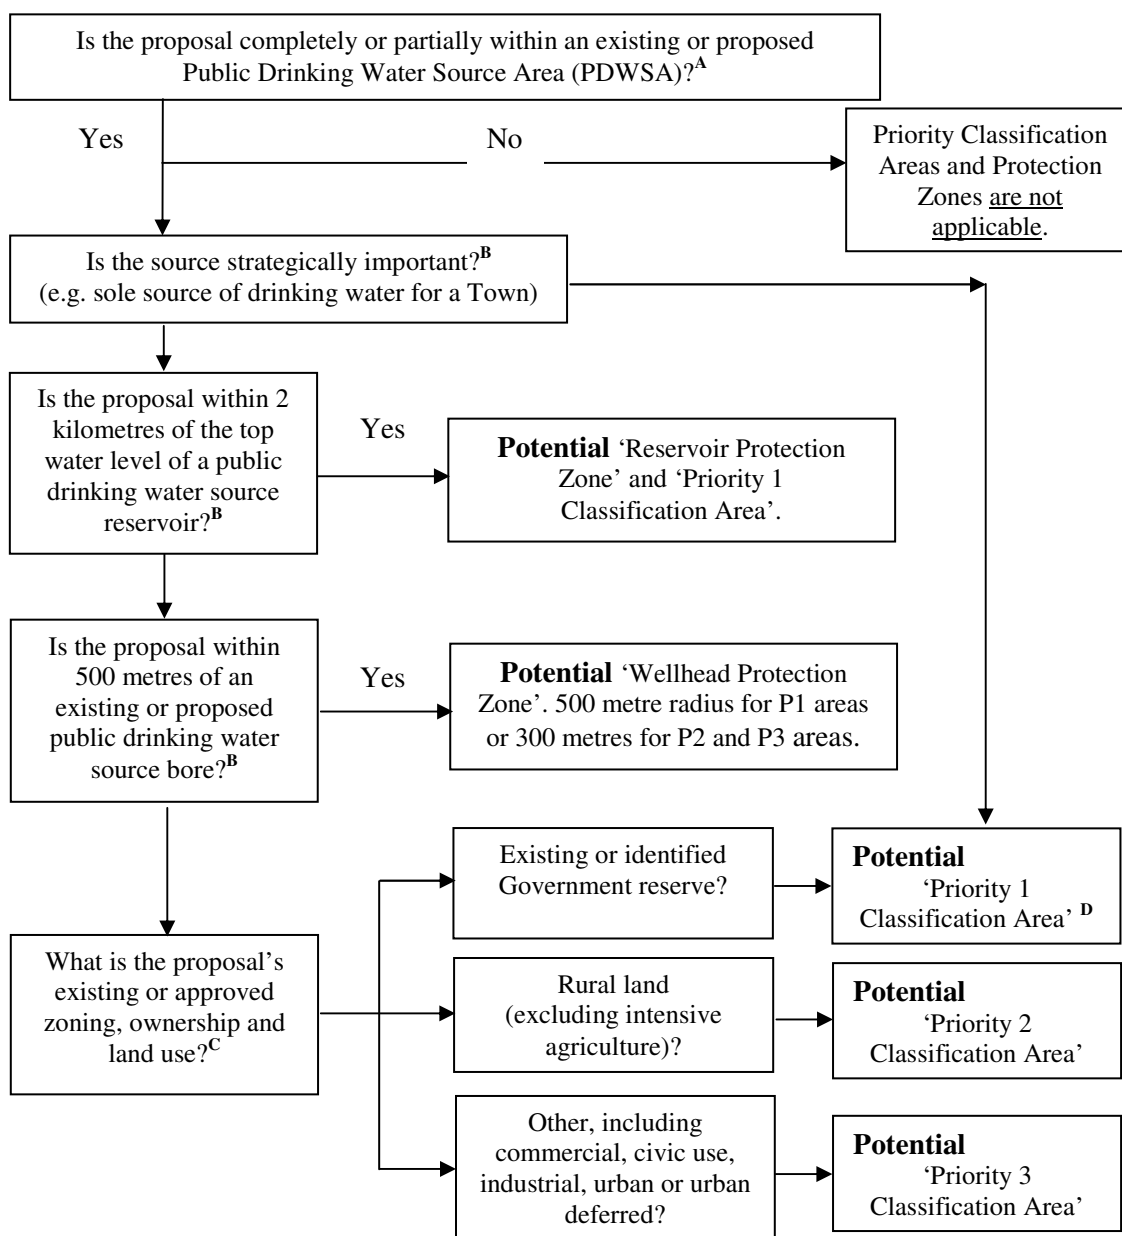 Is the proposal completely or partially within an existing or proposed
Public Drinking Water Source Area (PDWSA)?A
Yes
No
Priority Classification
Areas and Protection
Zones are not
applicable.
Is the source strategically important?B
(e.g. sole source of drinking water for a Town)
Is the proposal within 2
kilometres of the top
water level of a public
drinking water source
reservoir?B
Yes
Potential ‘Reservoir Protection
Zone’ and ‘Priority 1
Classification Area’.
Is the proposal within
500 metres of an
existing or proposed
public drinking water
source bore?B
Yes
Potential ‘Wellhead Protection
Zone’. 500 metre radius for P1 areas
or 300 metres for P2 and P3 areas.
What is the proposal’s
existing or approved
zoning, ownership and
land use?C
Existing or identified
Government reserve?
Potential
‘Priority 1
Classification Area’ D
Rural land
(excluding intensive
agriculture)?
Potential
‘Priority 2
Classification Area’
Other, including
commercial, civic use,
industrial, urban or urban
deferred?
Potential
‘Priority 3
Classification Area’